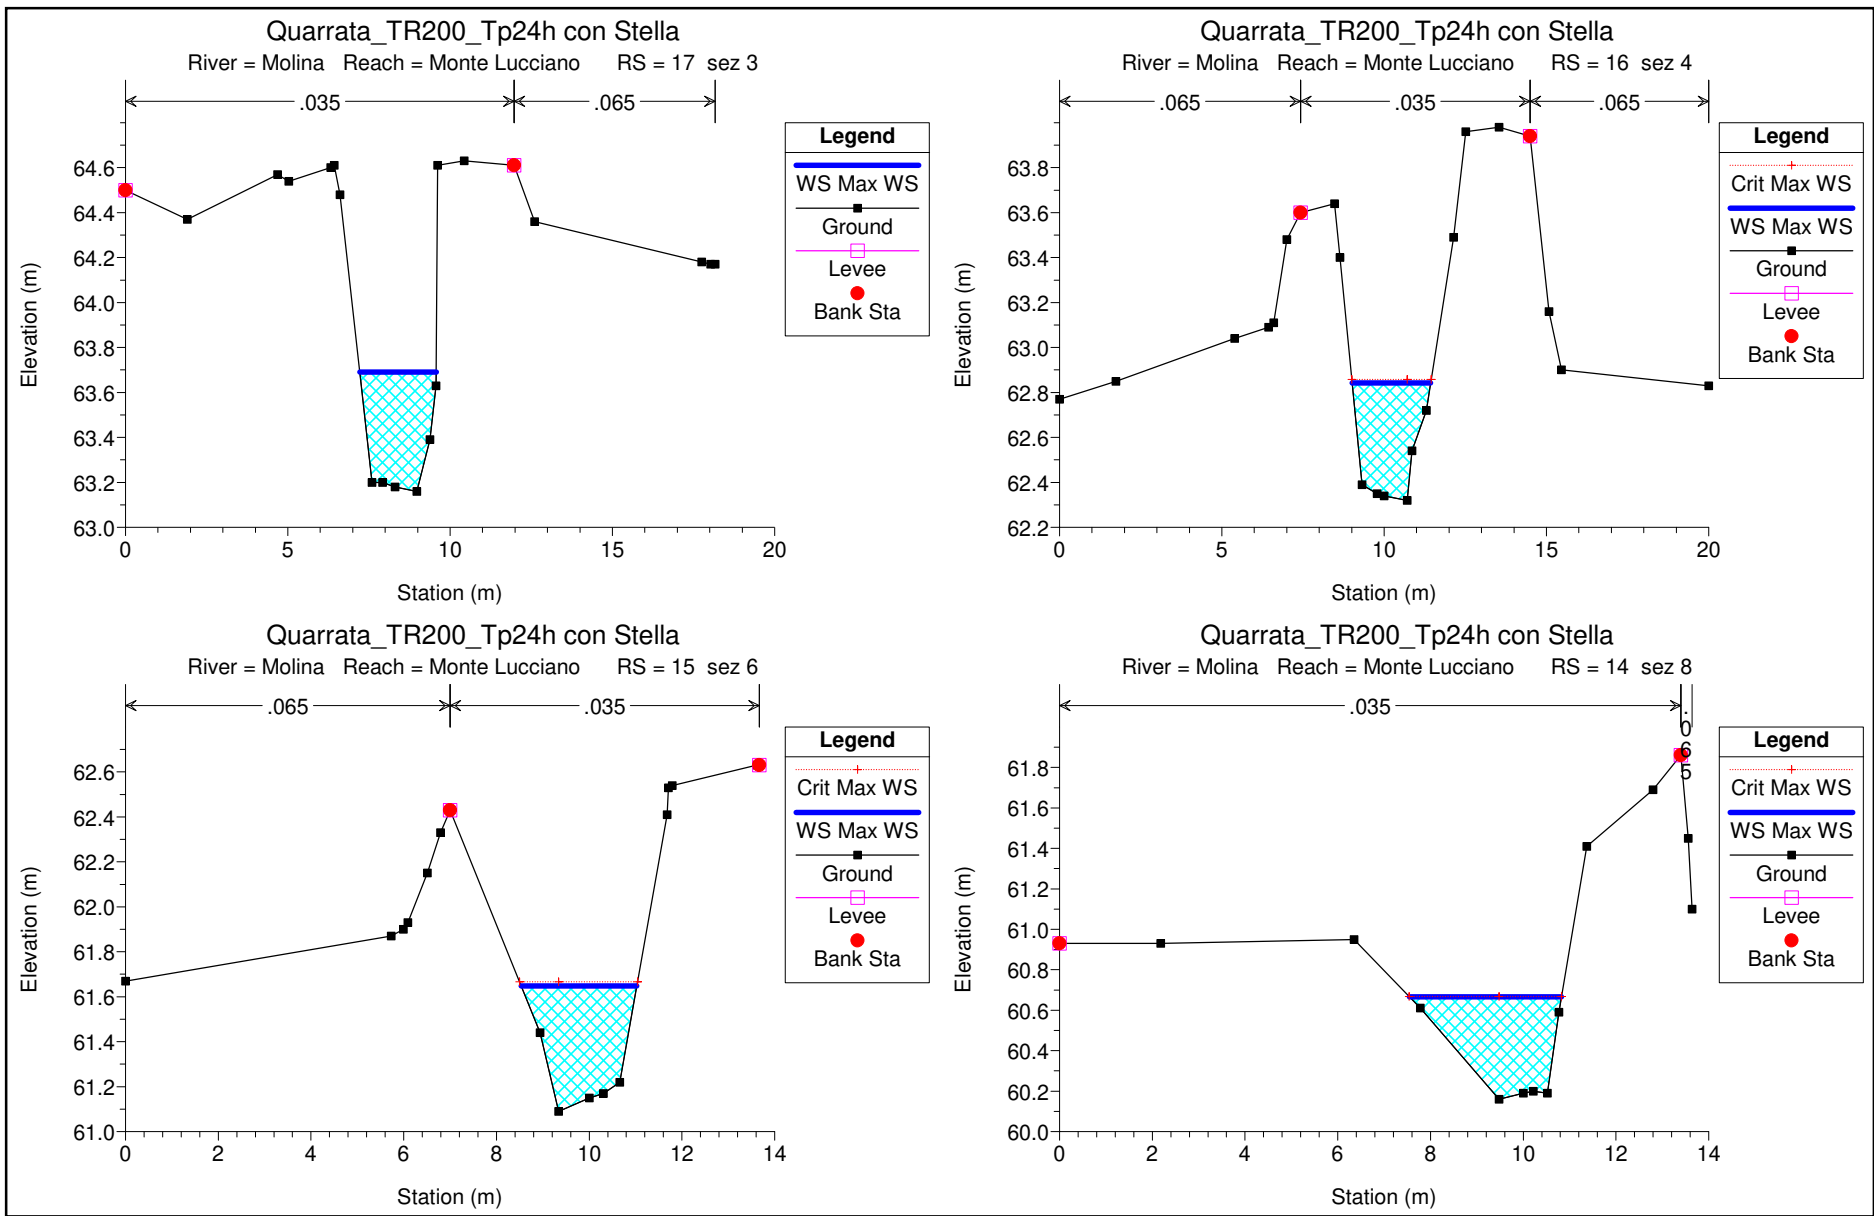 Quarrata_TR200_Tp24h con Stella
River = Molina Reach = Monte Lucciano RS = 17 sez 3
.035
.065
Legend
WS Max WS
Ground
Levee
Bank Sta
Elevation (m)
64.6
64.4
64.2
64.0
63.8
63.6
63.4
63.2
63.0
0
5
10
15
20
Station (m)
Quarrata_TR200_Tp24h con Stella
River = Molina Reach = Monte Lucciano RS = 16 sez 4
.065
.035
.065
Legend
Crit Max WS
WS Max WS
Ground
Levee
Bank Sta
Elevation (m)
63.8
63.6
63.4
63.2
63.0
62.8
62.6
62.4
62.2
0
5
10
15
20
Station (m)
Quarrata_TR200_Tp24h con Stella
River = Molina Reach = Monte Lucciano RS = 15 sez 6
.065
.035
Legend
Crit Max WS
WS Max WS
Ground
Levee
Bank Sta
Elevation (m)
62.6
62.4
62.2
62.0
61.8
61.6
61.4
61.2
61.0
0
2
4
6
8
10
12
14
Station (m)
Quarrata_TR200_Tp24h con Stella
River = Molina Reach = Monte Lucciano RS = 14 sez 8
.035
.065
Legend
Crit Max WS
WS Max WS
Ground
Levee
Bank Sta
Elevation (m)
61.8
61.6
61.4
61.2
61.0
60.8
60.6
60.4
60.2
60.0
0
2
4
6
8
10
12
14
Station (m)